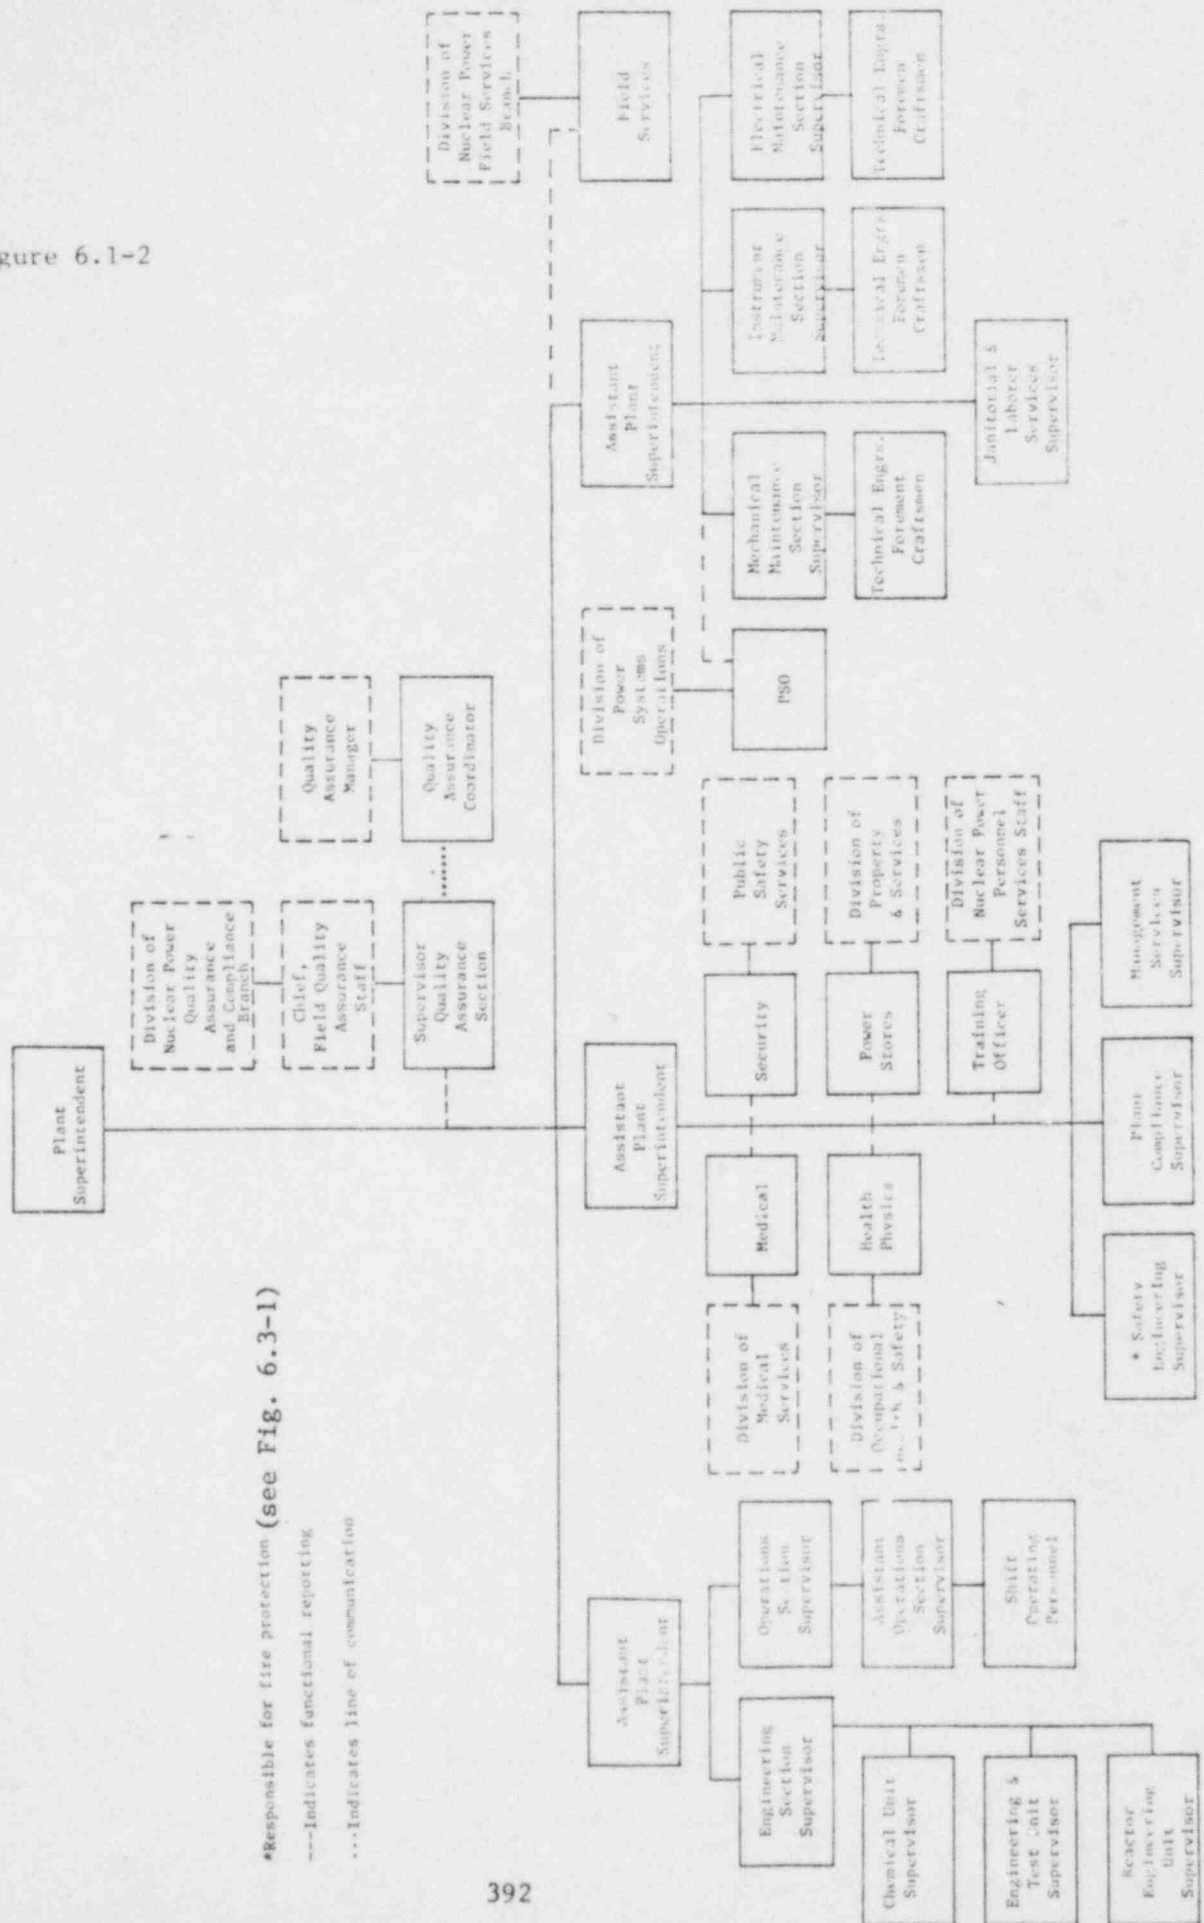 Figure 6.1-2
Plant
Superintendent
Division of
Nuclear Power
Quality
Assurance
and Compliance
Branch
Chief,
Field Quality
Assurance
Staff
Supervisor
Quality
Assurance
Section
Quality
Assurance
Manager
Quality
Assurance
Coordinator
*Responsible for fire protection (see Fig. 6.3-1)
---Indicates functional reporting
...Indicates line of communication
Assistant
Plant
Superintendent
Engineering
Section
Supervisor
Chemical Unit
Supervisor
Engineering &
Test Unit
Supervisor
Reactor
Engineering
Unit
Supervisor
Operations
Section
Supervisor
Assistant
Operations
Section
Supervisor
Shift
Operating
Personnel
Assistant
Plant
Superintendent
Division of
Medical
Services
Medical
Security
Public
Safety
Services
Division of
Occupational
& Safety
Health
Physics
Power
Stores
Division of
Property
& Services
Training
Officer
Division of
Nuclear Power
Personnel
Services Staff
* Safety
Engineering
Supervisor
Plant
Compliance
Supervisor
Management
Services
Supervisor
Assistant
Plant
Superintendent
Division of
Power
Systems
Operations
PSO
Mechanical
Maintenance
Section
Supervisor
Technical Engrs.
Forement
Craftsmen
Instrument
Maintenance
Section
Supervisor
Technical Engrs.
Foremen
Craftsmen
Electrical
Maintenance
Section
Supervisor
Technical Engrs.
Foremen
Craftsmen
Janitorial &
Laborer
Services
Supervisor
Division of
Nuclear Power
Field Services
Branch
Field
Services
392